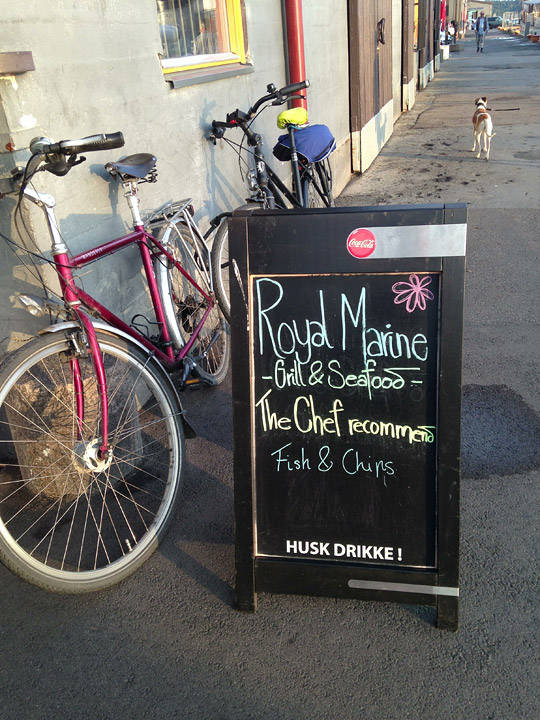 Coca-Cola
Royal Marine
- Grill & Seafood -
The Chef recommend
Fish & Chips
HUSK DRIKKE !